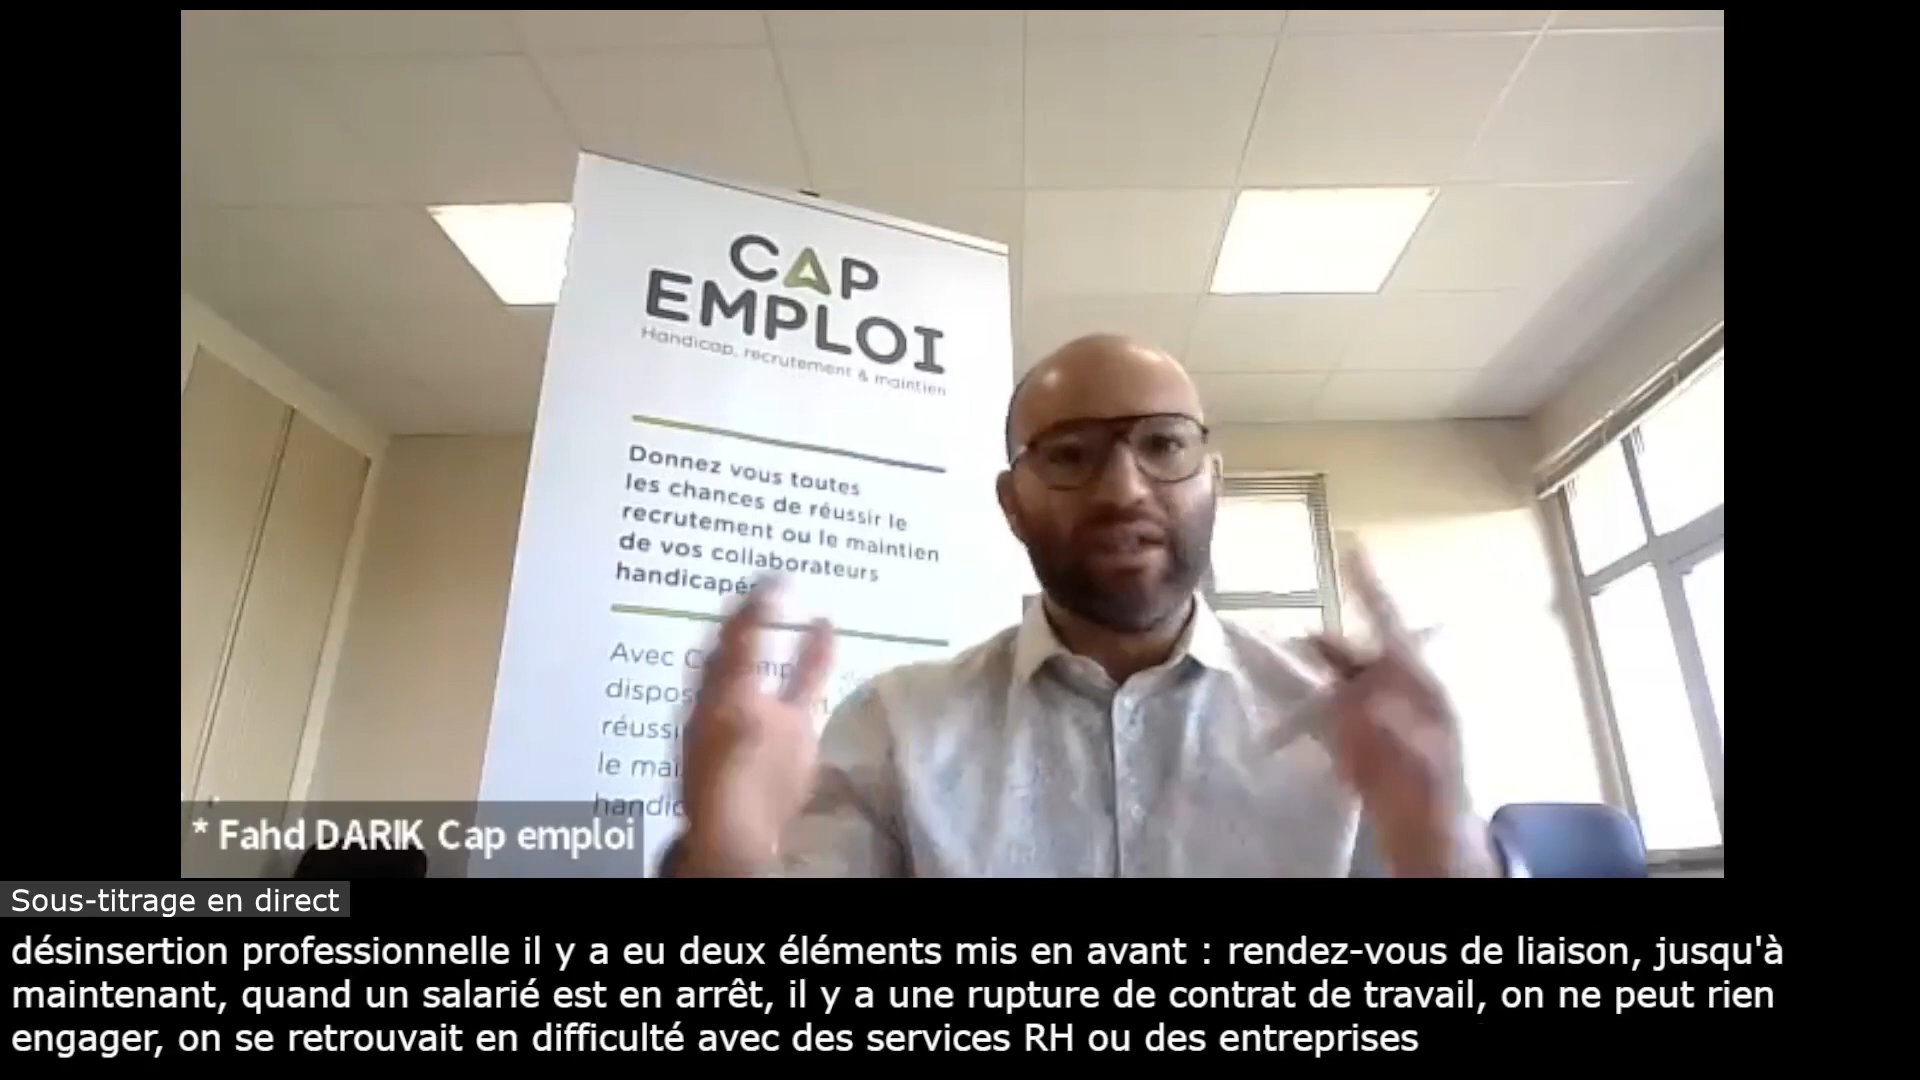 CAP
EMPLOI
Handicap, recrutement & maintien
Donnez vous toutes
les chances de réussir le
recrutement ou le maintien
de vos collaborateurs
Avec
le
* Fahd DARIK Cap emploi
Sous-titrage en direct
désinsertion professionnelle il y a eu deux éléments mis en avant : rendez-vous de liaison, jusqu'à
maintenant, quand un salarié est en arrêt, il y a une rupture de contrat de travail, on ne peut rien
engager, on se retrouvait en difficulté avec des services RH ou des entreprises